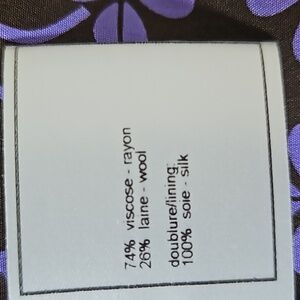 74% viscose - rayon
26% laine - wool
doublure/lining:
100% soie - silk